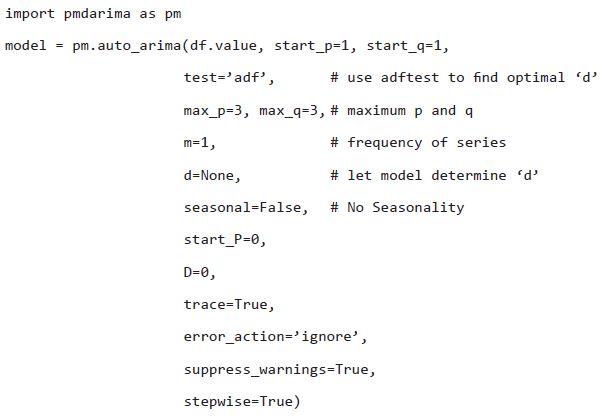 import pmdarima as pm
model = pm.auto_arima(df.value, start_p=1, start_q=1,
test=’adf’, # use adftest to find optimal ‘d’
max_p=3, max_q=3, # maximum p and q
m=1, # frequency of series
d=None, # let model determine ‘d’
seasonal=False, # No Seasonality
start_P=0,
D=0,
trace=True,
error_action=’ignore’,
suppress_warnings=True,
stepwise=True)